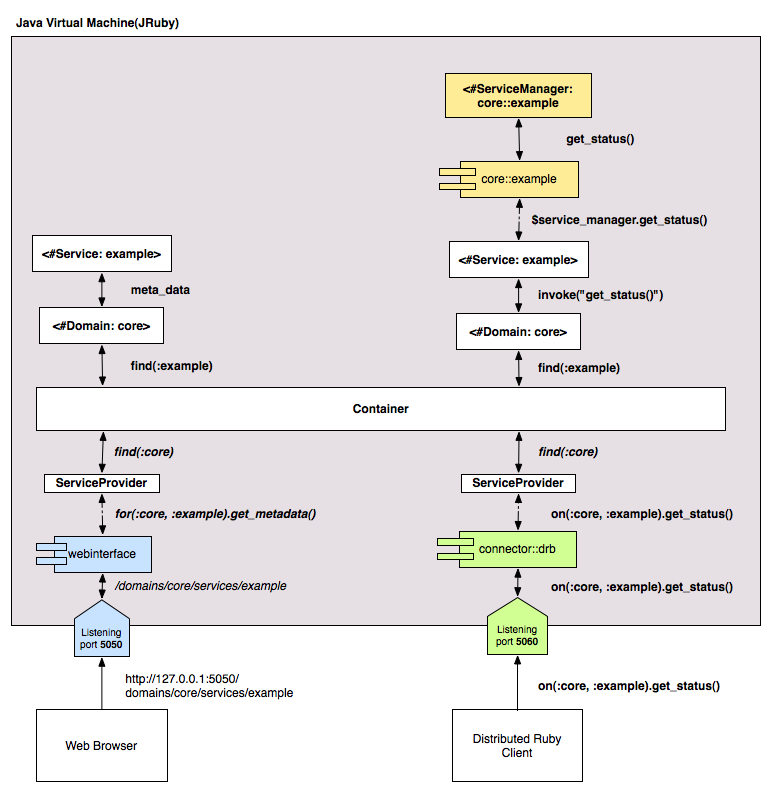 Java Virtual Machine(JRuby)
<#ServiceManager:
core::example
get_status()
core::example
$service_manager.get_status()
<#Service: example>
<#Service: example>
meta_data
invoke("get_status()")
<#Domain: core>
<#Domain: core>
find(:example)
find(:example)
Container
find(:core)
find(:core)
ServiceProvider
ServiceProvider
for(:core, :example).get_metadata()
on(:core, :example).get_status()
webinterface
connector::drb
/domains/core/services/example
on(:core, :example).get_status()
Listening
port 5050
Listening
port 5060
http://127.0.0.1:5050/
domains/core/services/example
on(:core, :example).get_status()
Web Browser
Distributed Ruby
Client